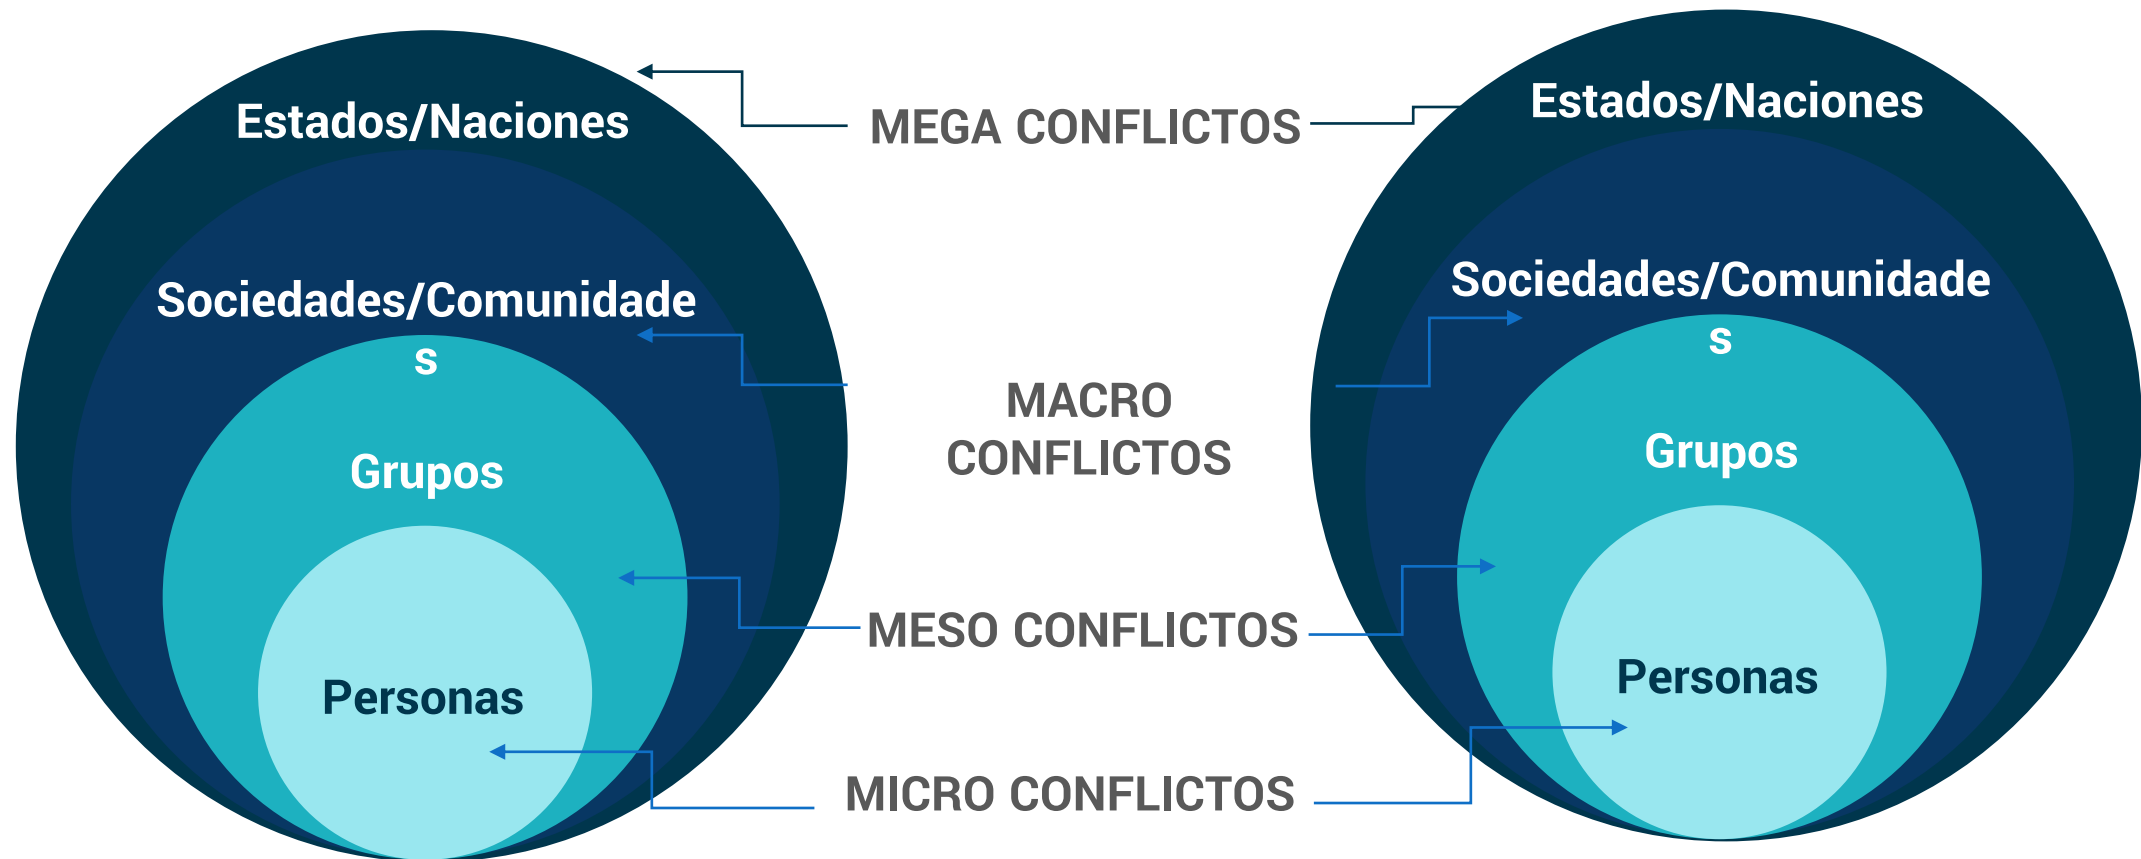 Estados/Naciones
Sociedades/Comunidade
s
Grupos
Personas
MEGA CONFLICTOS
MACRO
CONFLICTOS
MESO CONFLICTOS
MICRO CONFLICTOS
Estados/Naciones
Sociedades/Comunidade
s
Grupos
Personas